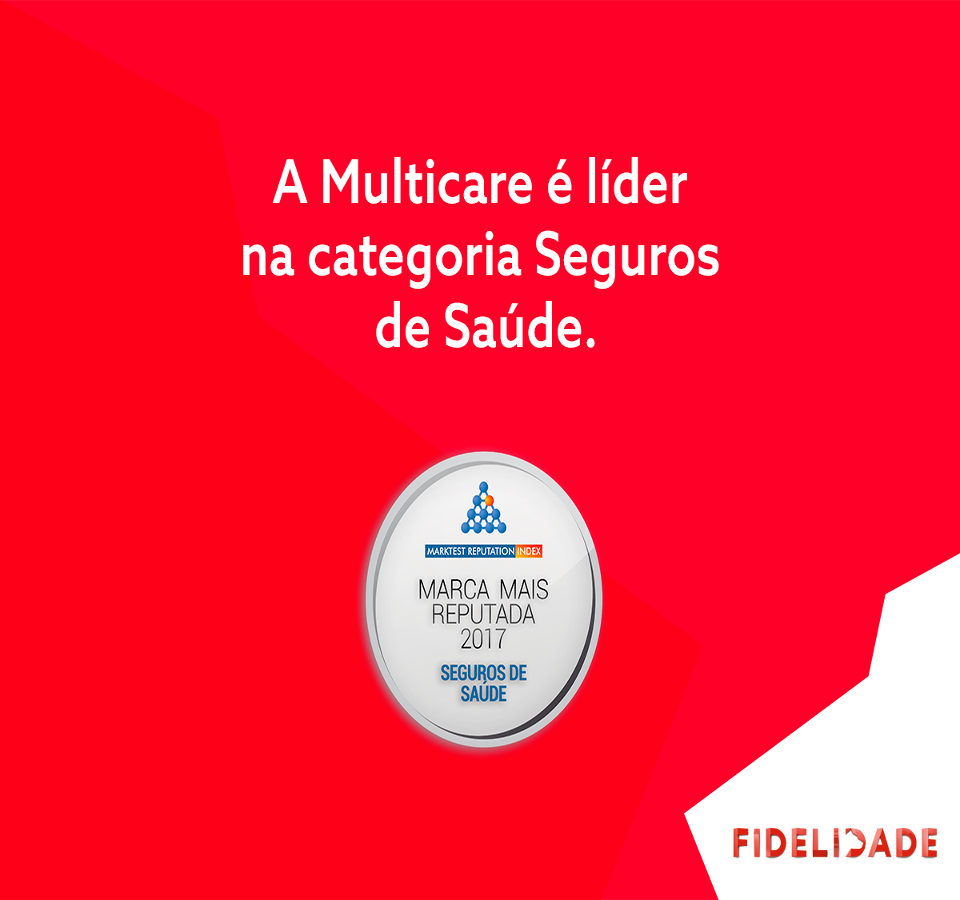 A Multicare é líder
na categoria Seguros
de Saúde.
MARKTEST REPUTATION INDEX
MARCA MAIS
REPUTADA
2017
SEGUROS DE
SAÚDE
FIDELIDADE